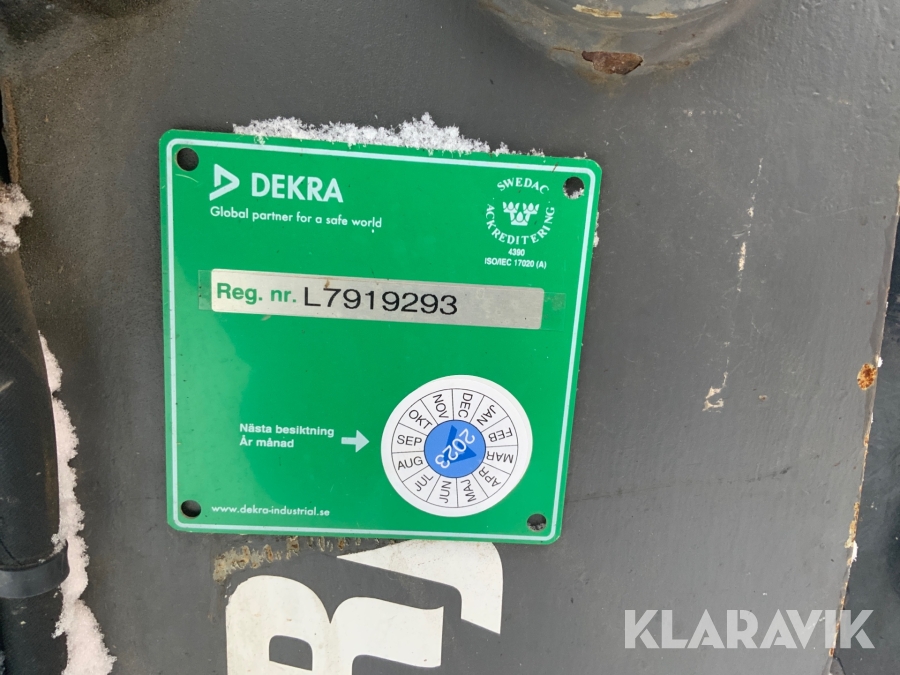 DEKRA
Global partner for a safe world
SWEDAC
ACKREDITERING
4390
ISO/IEC 17020 (A)
Reg. nr. L7919293
Nästa besiktning
År månad
JAN
FEB
MAR
APR
MAJ
JUN
JUL
AUG
SEP
OKT
NOV
DEC
2023
www.dekra-industrial.se
KLARAVIK